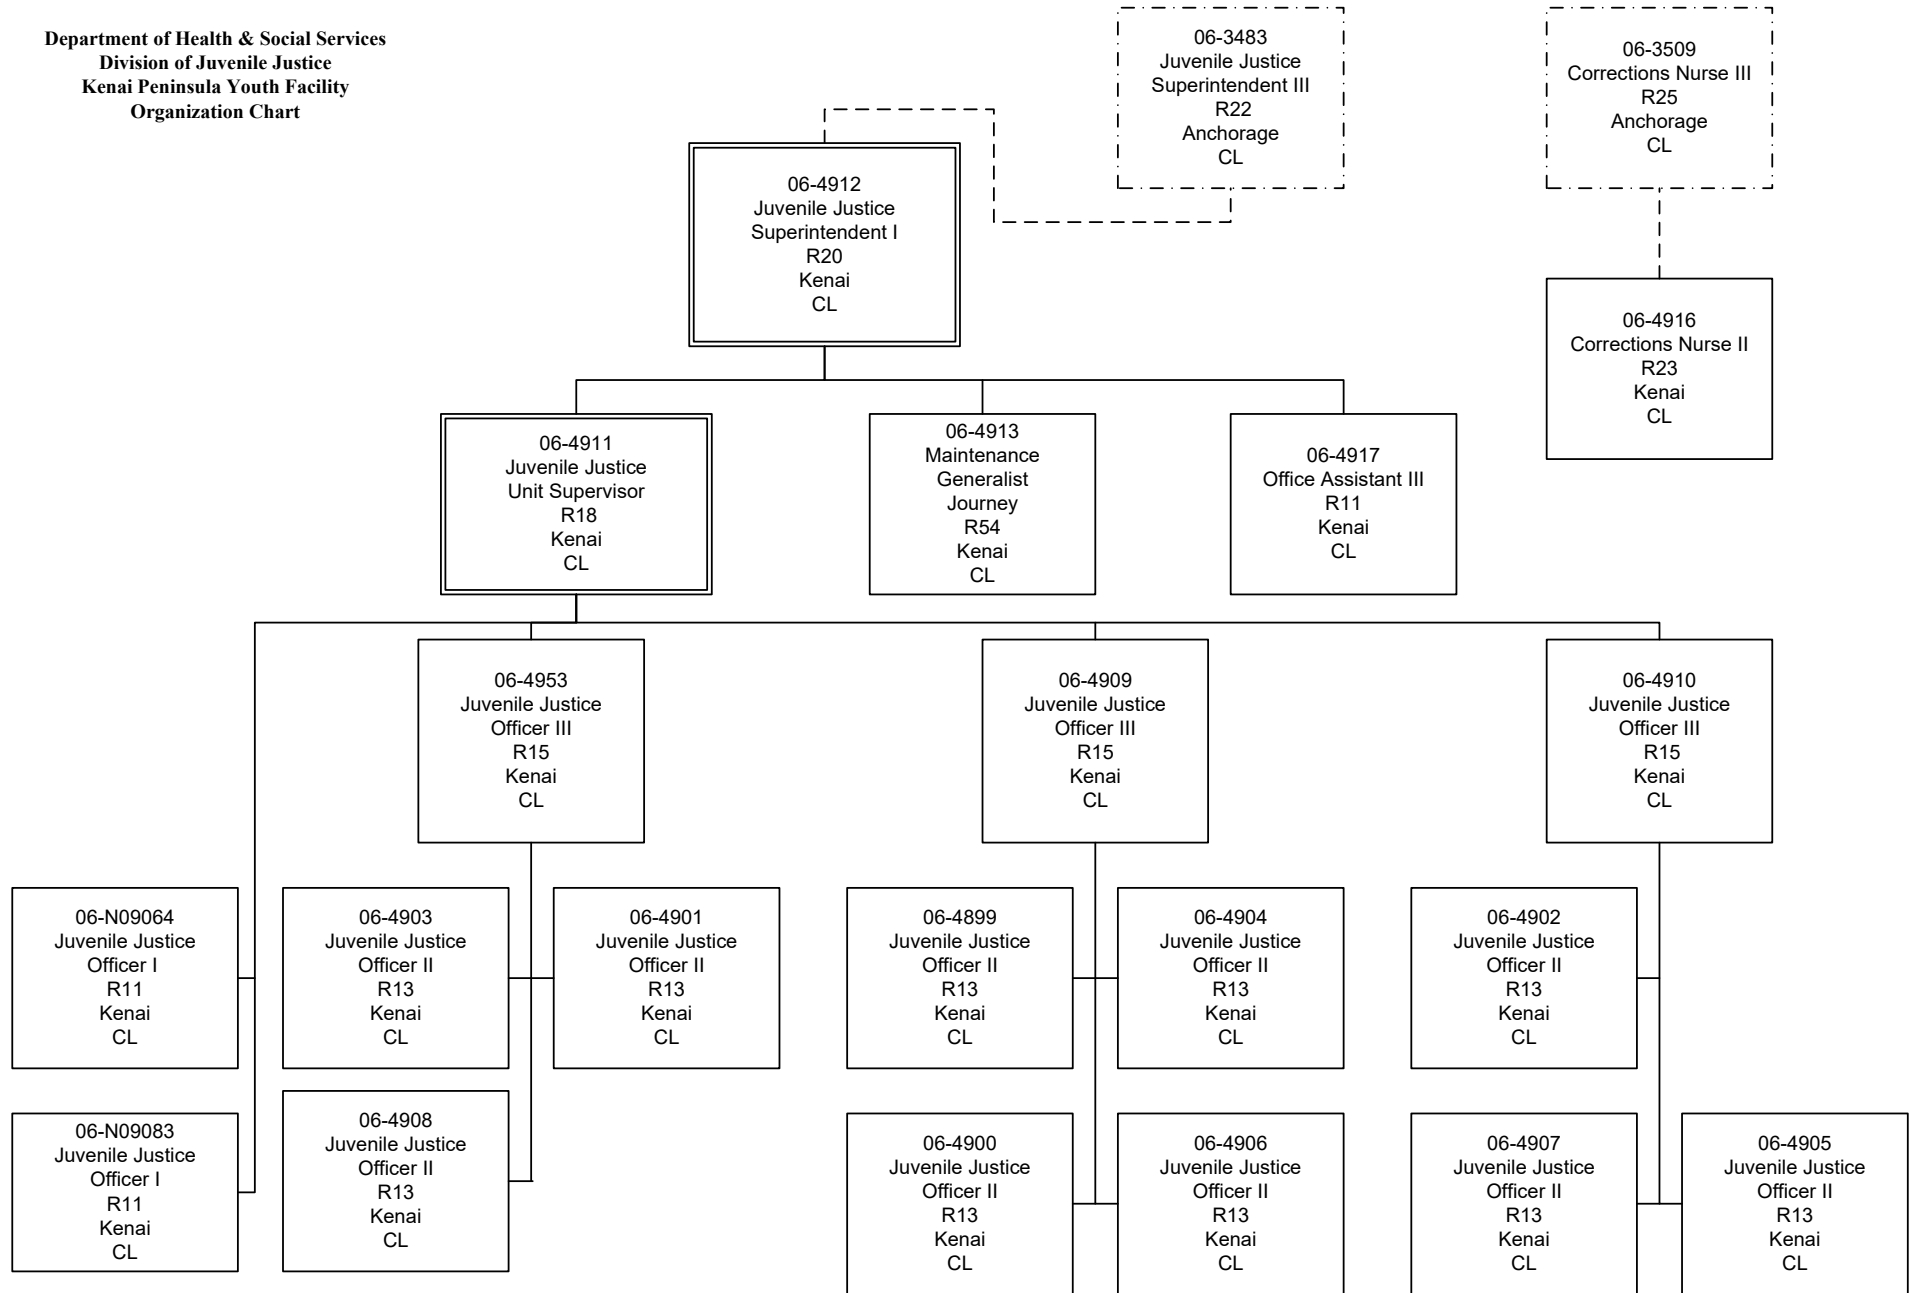 Department of Health & Social Services
Division of Juvenile Justice
Kenai Peninsula Youth Facility
Organization Chart
06-3483
Juvenile Justice
Superintendent III
R22
Anchorage
CL
06-3509
Corrections Nurse III
R25
Anchorage
CL
06-4912
Juvenile Justice
Superintendent I
R20
Kenai
CL
06-4916
Corrections Nurse II
R23
Kenai
CL
06-4911
Juvenile Justice
Unit Supervisor
R18
Kenai
CL
06-4913
Maintenance
Generalist
Journey
R54
Kenai
CL
06-4917
Office Assistant III
R11
Kenai
CL
06-4953
Juvenile Justice
Officer III
R15
Kenai
CL
06-4909
Juvenile Justice
Officer III
R15
Kenai
CL
06-4910
Juvenile Justice
Officer III
R15
Kenai
CL
06-N09064
Juvenile Justice
Officer I
R11
Kenai
CL
06-4903
Juvenile Justice
Officer II
R13
Kenai
CL
06-4901
Juvenile Justice
Officer II
R13
Kenai
CL
06-4899
Juvenile Justice
Officer II
R13
Kenai
CL
06-4904
Juvenile Justice
Officer II
R13
Kenai
CL
06-4902
Juvenile Justice
Officer II
R13
Kenai
CL
06-N09083
Juvenile Justice
Officer I
R11
Kenai
CL
06-4908
Juvenile Justice
Officer II
R13
Kenai
CL
06-4900
Juvenile Justice
Officer II
R13
Kenai
CL
06-4906
Juvenile Justice
Officer II
R13
Kenai
CL
06-4907
Juvenile Justice
Officer II
R13
Kenai
CL
06-4905
Juvenile Justice
Officer II
R13
Kenai
CL